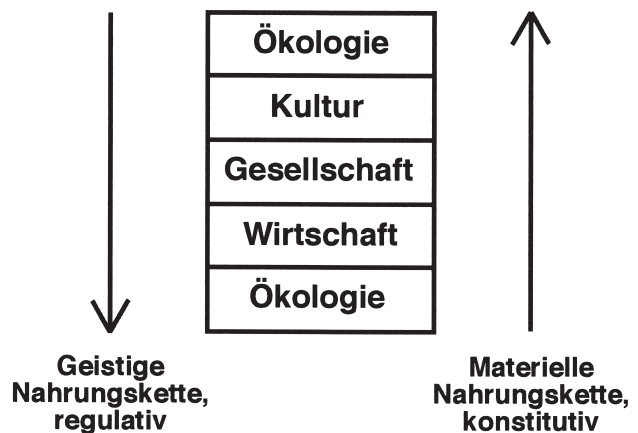 Ökologie
Kultur
Gesellschaft
Wirtschaft
Ökologie
Geistige
Nahrungskette,
regulativ
Materielle
Nahrungskette,
konstitutiv